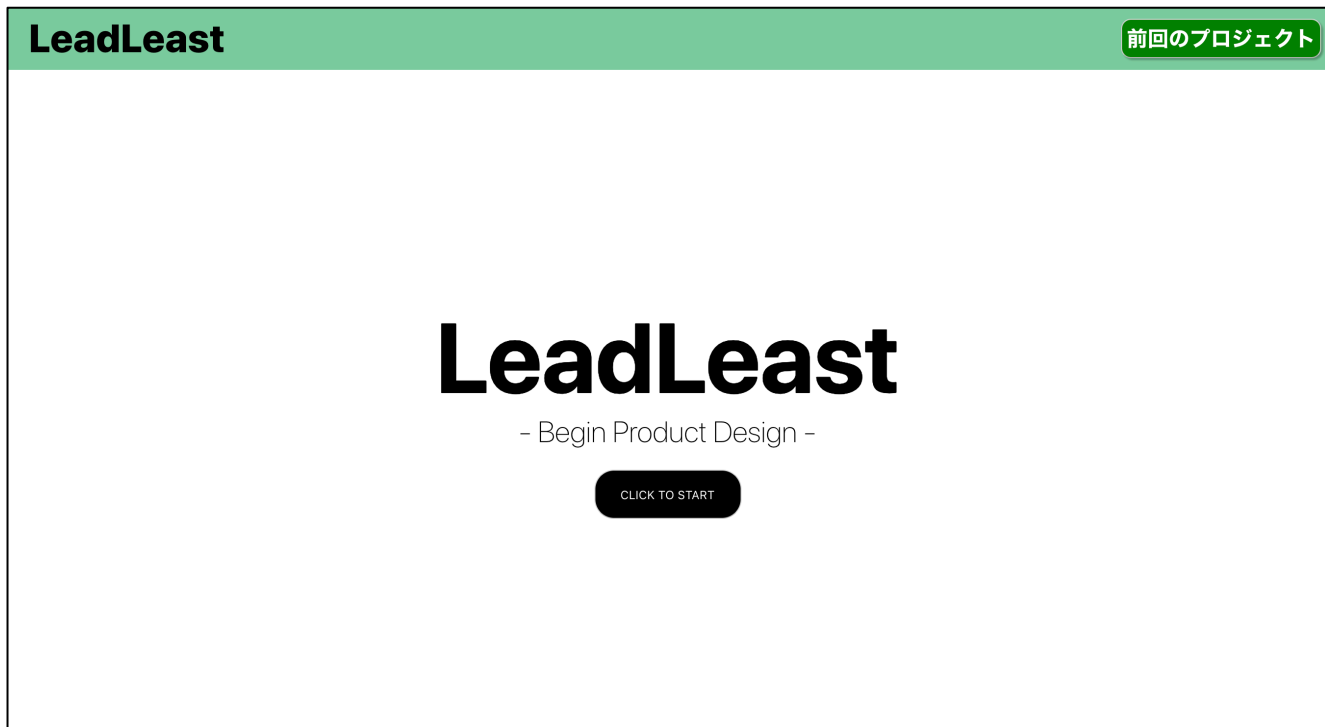 LeadLeast
前回のプロジェクト
LeadLeast
- Begin Product Design -
CLICK TO START